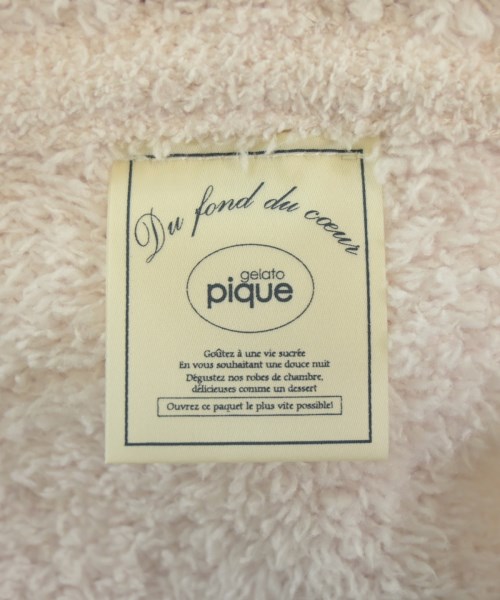 Du fond du cœur
gelato
pique
Goûtez à une vie sucrée
En vous souhaitant une douce nuit
Dégustez nos robes de chambre,
délicieuses comme un dessert
Ouvrez ce paquet le plus vite possible!